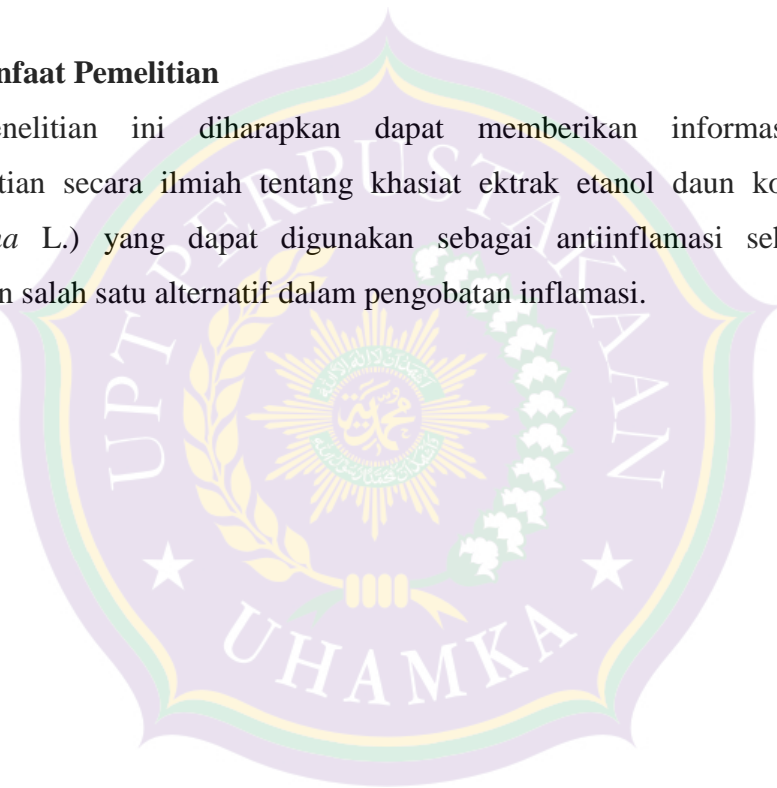 nfaat Pemelitian
enelitian ini diharapkan dapat memberikan informas
tian secara ilmiah tentang khasiat ektrak etanol daun ko
na L.) yang dapat digunakan sebagai antiinflamasi sel
n salah satu alternatif dalam pengobatan inflamasi.
UPT PERPUSTAKAAN
UHAMKA